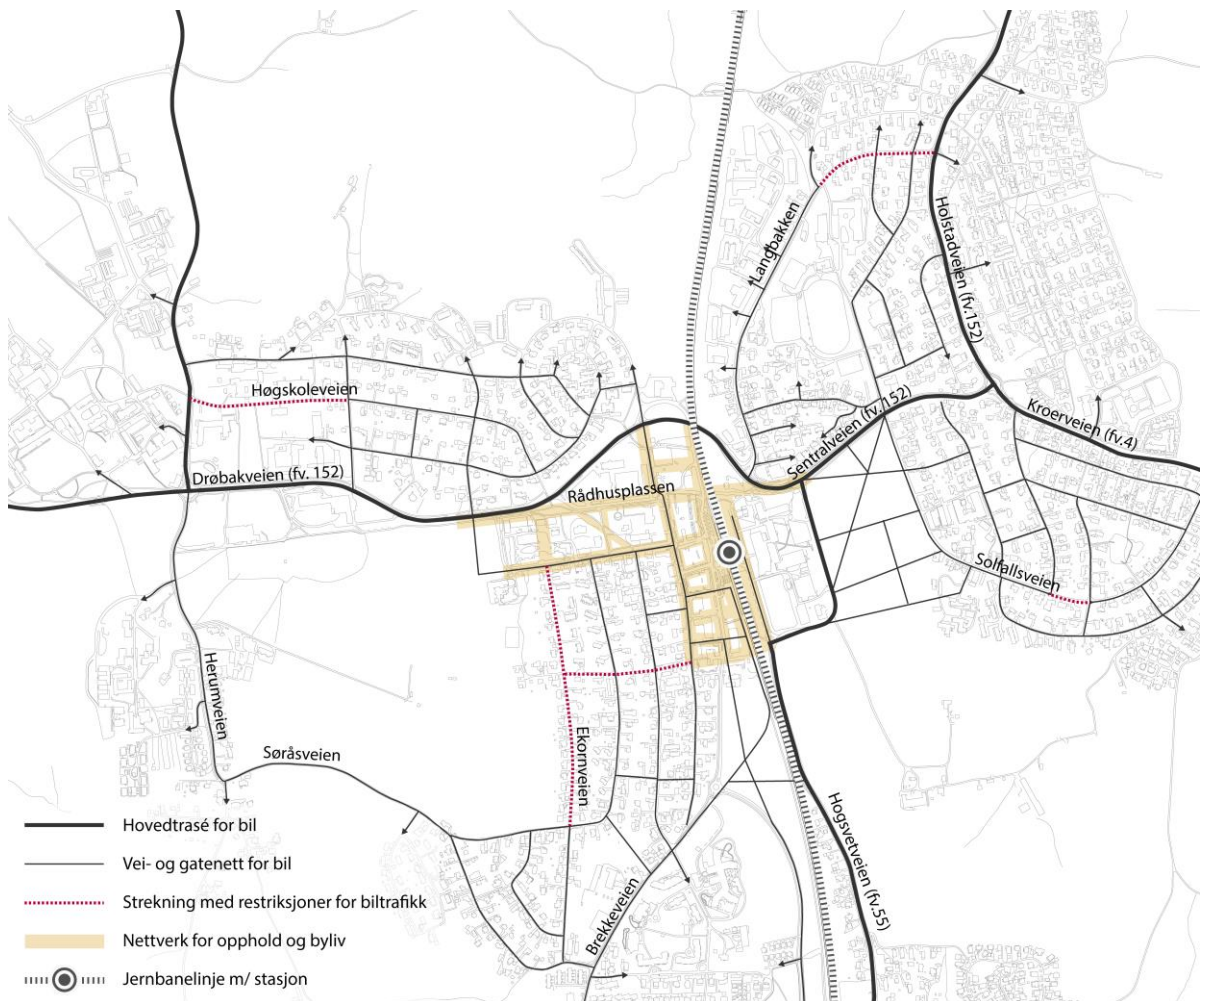 Langbakken
Holstadveien (fv.152)
Høgskoleveien
Sentralveien (fv.152)
Kroerveien (fv.4)
Drøbakveien (fv. 152)
Rådhusplassen
Solfallsveien
Herumveien
Søråsveien
Ekornveien
Hogsvetveien (fv.55)
Brekkeveien
Hovedtrasé for bil
Vei- og gatenett for bil
Strekning med restriksjoner for biltrafikk
Nettverk for opphold og byliv
Jernbanelinje m/ stasjon